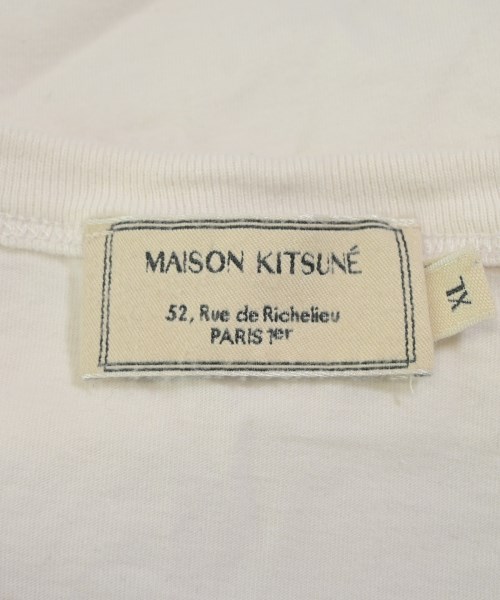 MAISON KITSUNÉ
52, Rue de Richelieu
PARIS 1er
XL